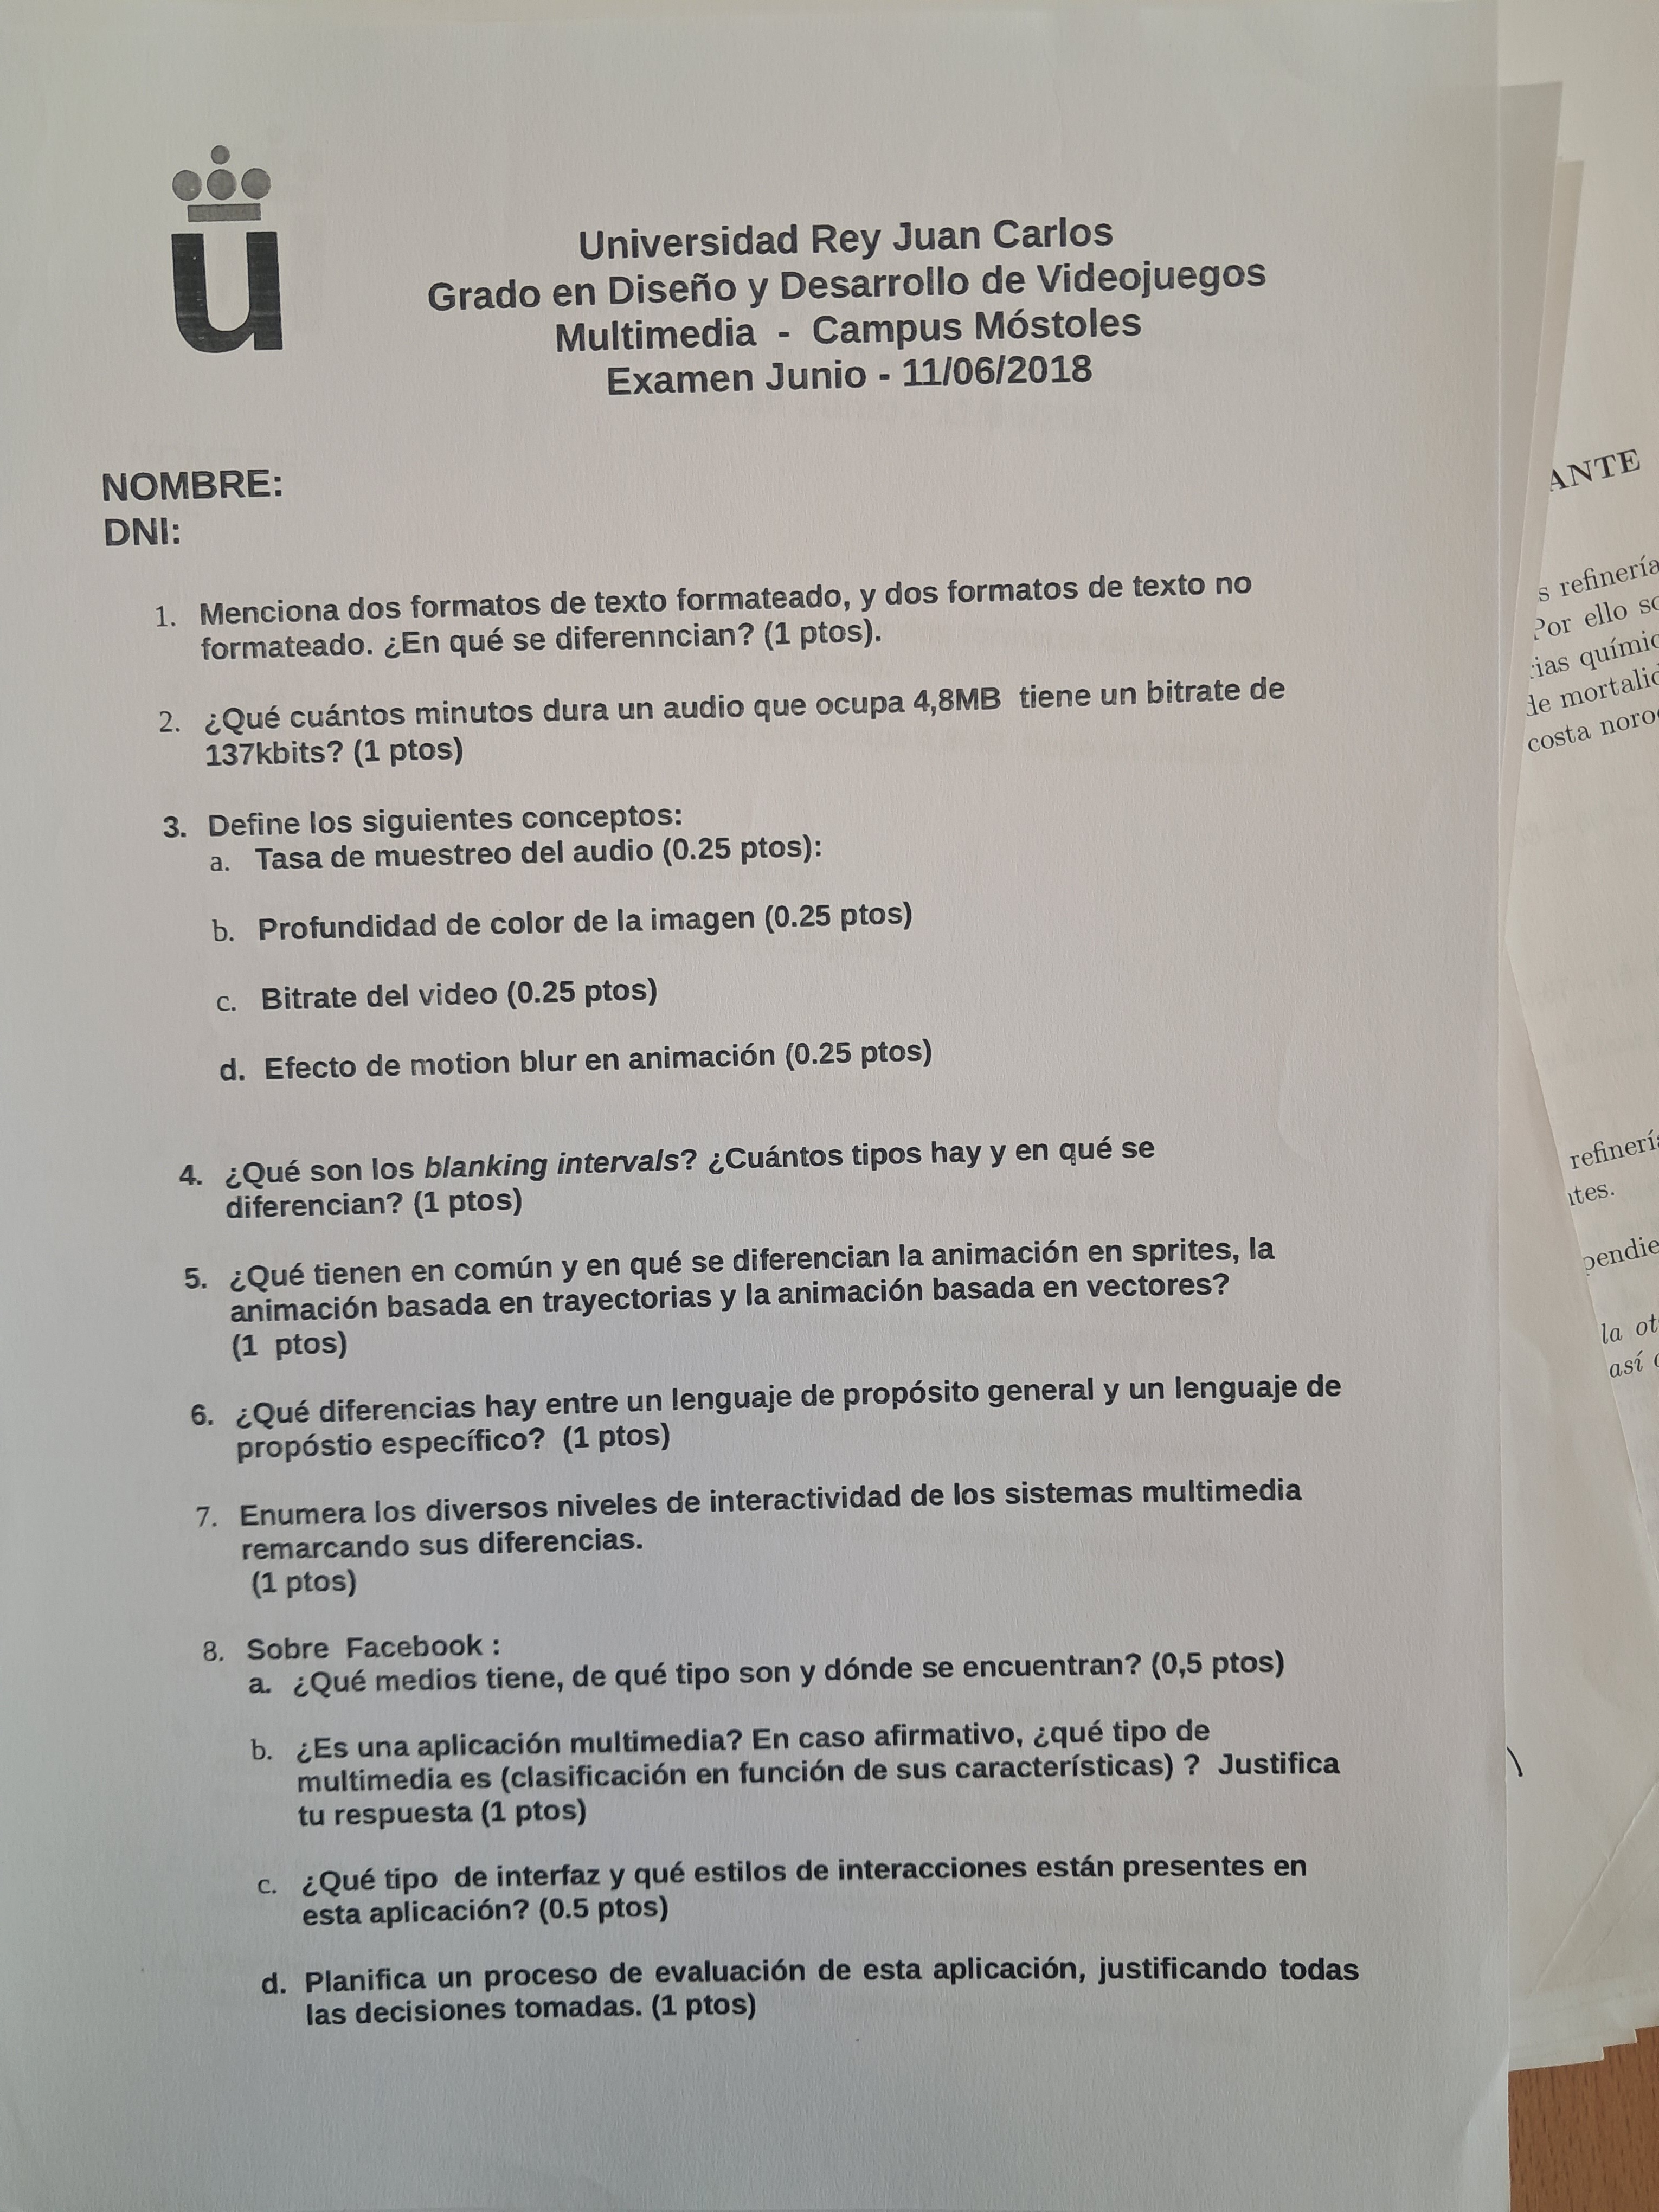 u
Universidad Rey Juan Carlos
Grado en Diseño y Desarrollo de Videojuegos
Multimedia - Campus Móstoles
Examen Junio - 11/06/2018
NOMBRE:
DNI:
1. Menciona dos formatos de texto formateado, y dos formatos de texto no
formateado. ¿En qué se diferenncian? (1 ptos).
2. ¿Qué cuántos minutos dura un audio que ocupa 4,8MB tiene un bitrate de
137kbits? (1 ptos)
3. Define los siguientes conceptos:
a. Tasa de muestreo del audio (0.25 ptos):
b. Profundidad de color de la imagen (0.25 ptos)
c. Bitrate del video (0.25 ptos)
d. Efecto de motion blur en animación (0.25 ptos)
4. ¿Qué son los blanking intervals? ¿Cuántos tipos hay y en qué se
diferencian? (1 ptos)
5. ¿Qué tienen en común y en qué se diferencian la animación en sprites, la
animación basada en trayectorias y la animación basada en vectores?
(1 ptos)
6. ¿Qué diferencias hay entre un lenguaje de propósito general y un lenguaje de
propóstio específico? (1 ptos)
7. Enumera los diversos niveles de interactividad de los sistemas multimedia
remarcando sus diferencias.
(1 ptos)
8. Sobre Facebook :
a. ¿Qué medios tiene, de qué tipo son y dónde se encuentran? (0,5 ptos)
b. ¿Es una aplicación multimedia? En caso afirmativo, ¿qué tipo de
multimedia es (clasificación en función de sus características) ? Justifica
tu respuesta (1 ptos)
c. ¿Qué tipo de interfaz y qué estilos de interacciones están presentes en
esta aplicación? (0.5 ptos)
d. Planifica un proceso de evaluación de esta aplicación, justificando todas
las decisiones tomadas. (1 ptos)
ANTE
s refinería
Por ello so
rias químic
de mortalid
costa noro
refinería
ntes.
pendie
la ot
así